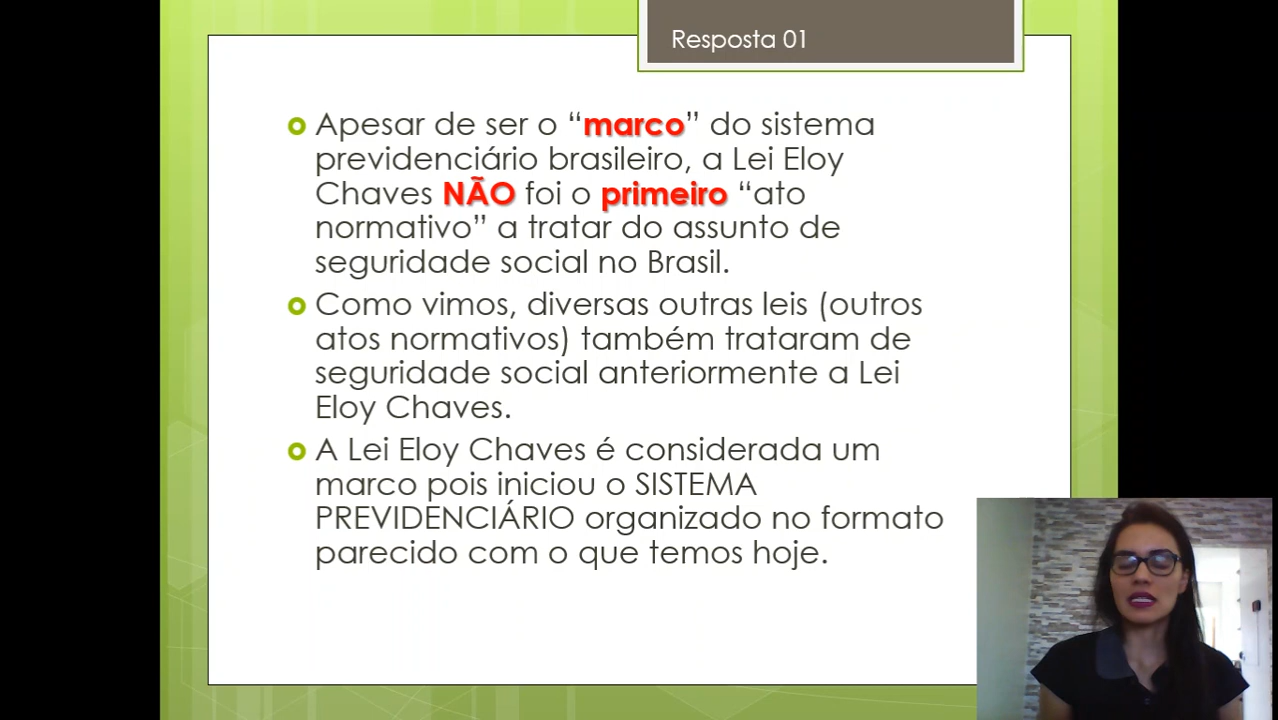 Resposta 01
Apesar de ser o “marco” do sistema
previdenciário brasileiro, a Lei Eloy
Chaves NÃO foi o primeiro “ato
normativo” a tratar do assunto de
seguridade social no Brasil.
Como vimos, diversas outras leis (outros
atos normativos) também trataram de
seguridade social anteriormente a Lei
Eloy Chaves.
A Lei Eloy Chaves é considerada um
marco pois iniciou o SISTEMA
PREVIDENCIÁRIO organizado no formato
parecido com o que temos hoje.